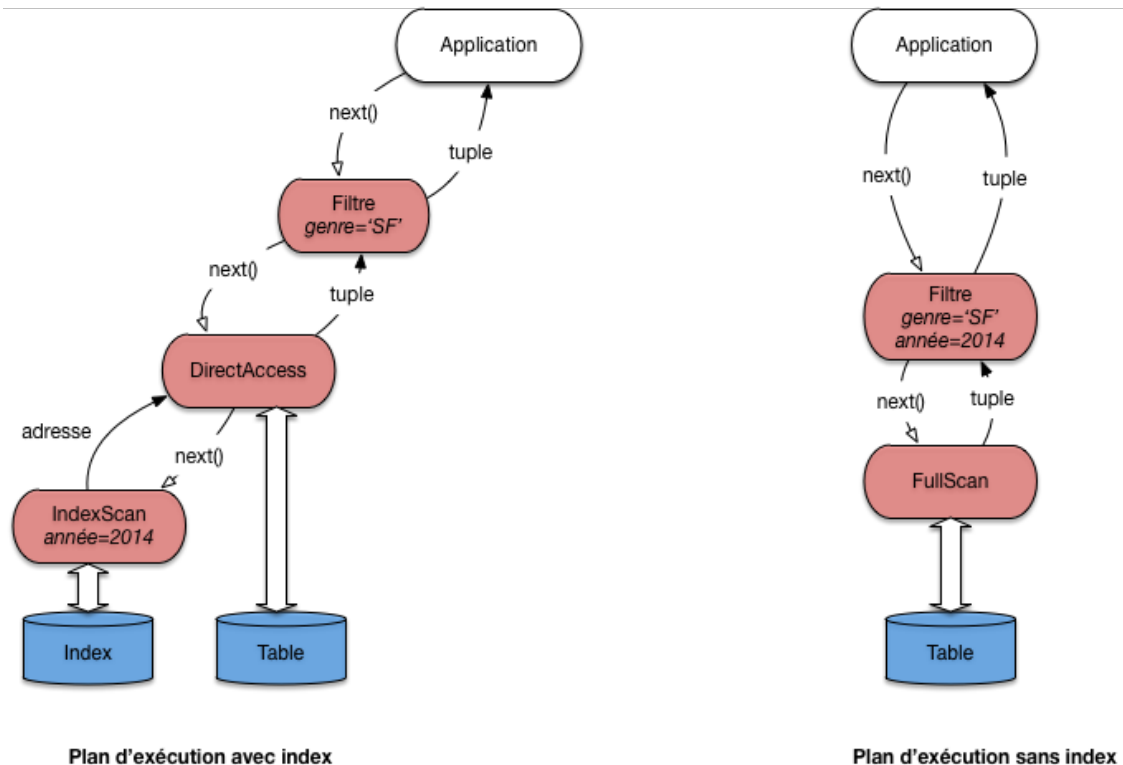 Application
next()
tuple
Filtre
genre='SF'
next()
tuple
DirectAccess
adresse
next()
IndexScan
année=2014
Index
Table
Plan d'exécution avec index
Application
next()
tuple
Filtre
genre='SF'
année=2014
next()
tuple
FullScan
Table
Plan d'exécution sans index